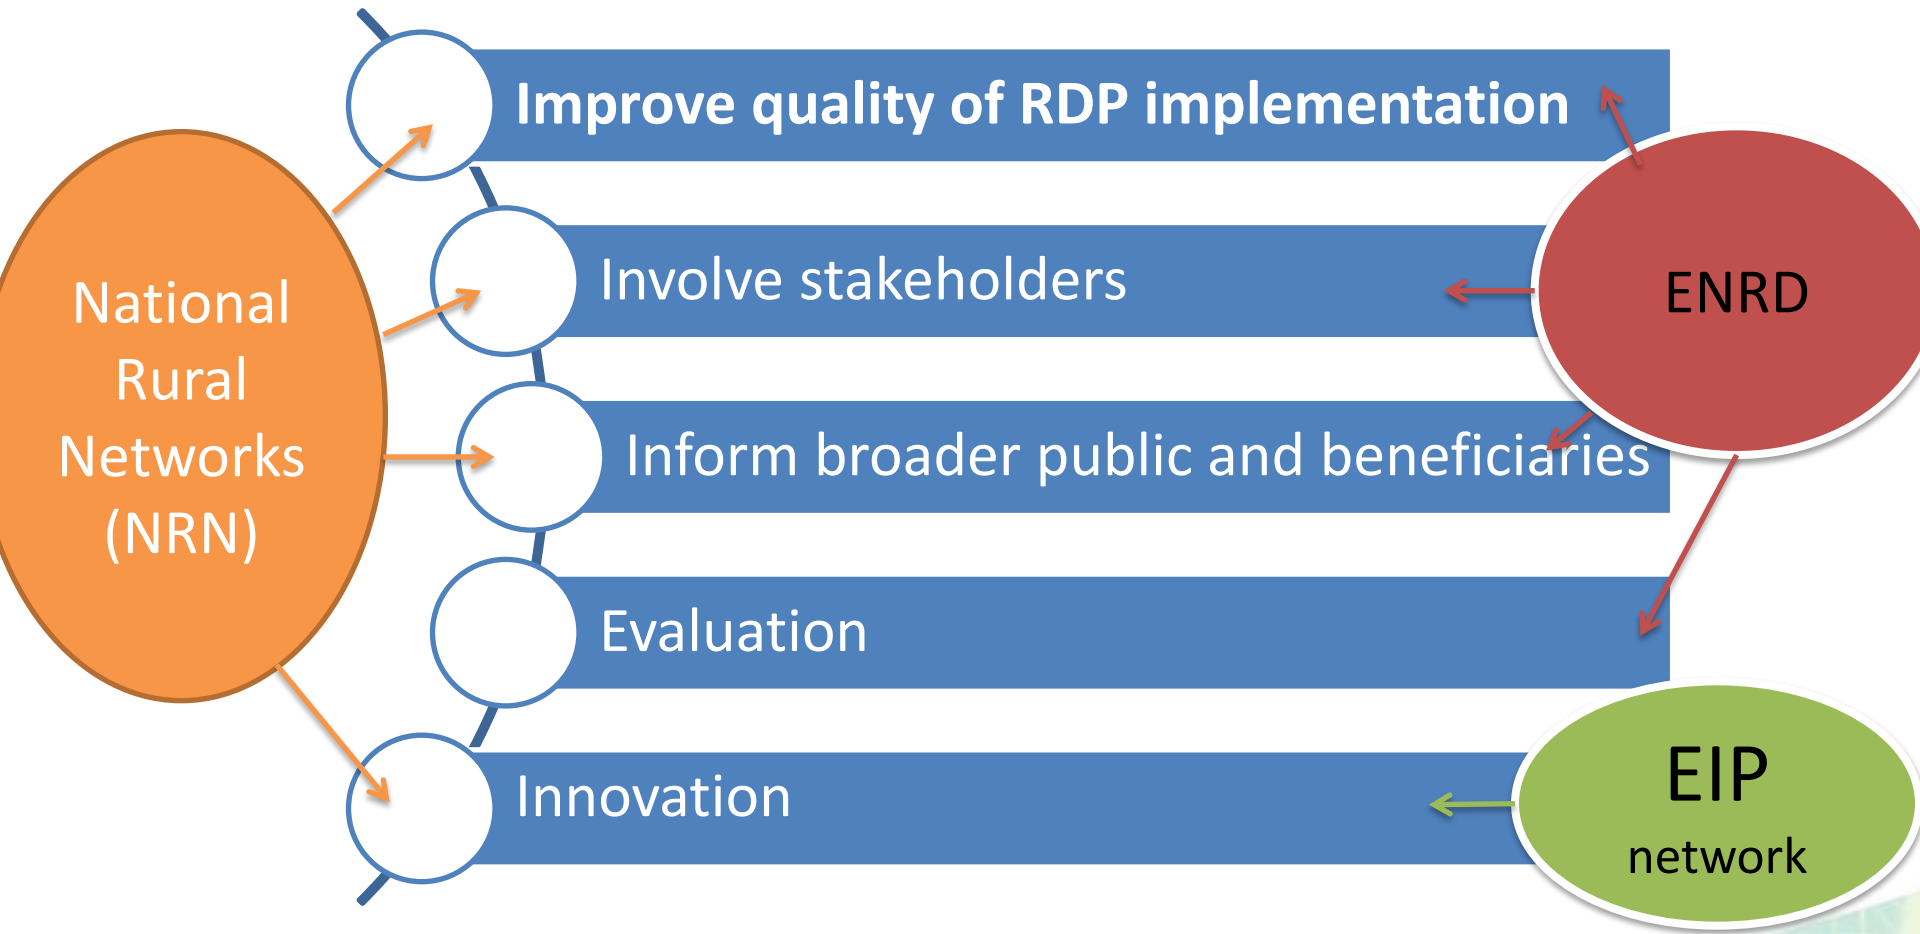 National
Rural
Networks
(NRN)
Improve quality of RDP implementation
Involve stakeholders
Inform broader public and beneficiaries
Evaluation
Innovation
ENRD
EIP
network